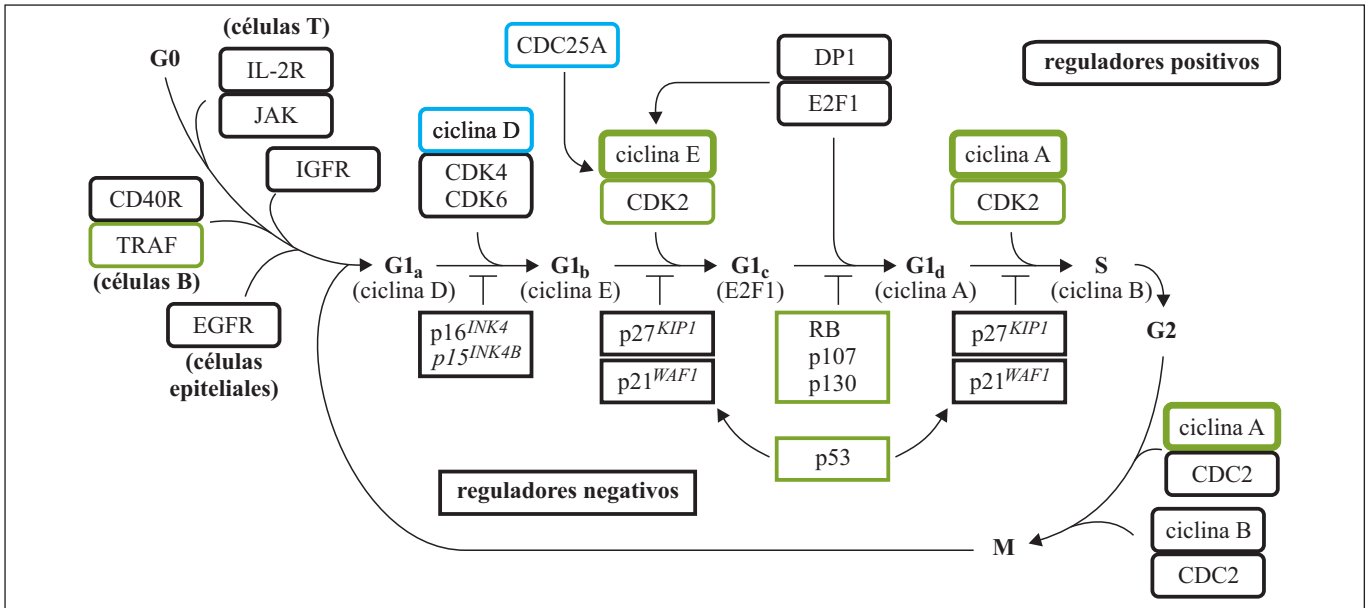 (células T)
G0
IL-2R
JAK
CDC25A
DP1
E2F1
reguladores positivos
ciclina D
CDK4
CDK6
ciclina E
CDK2
ciclina A
CDK2
IGFR
CD40R
TRAF
(células B)
EGFR
(células
epiteliales)
G1a
(ciclina D)
G1b
(ciclina E)
G1c
(E2F1)
G1d
(ciclina A)
S
(ciclina B)
G2
p16INK4
p15INK4B
p27KIP1
p21WAF1
RB
p107
p130
p27KIP1
p21WAF1
p53
reguladores negativos
ciclina A
CDC2
ciclina B
CDC2
M